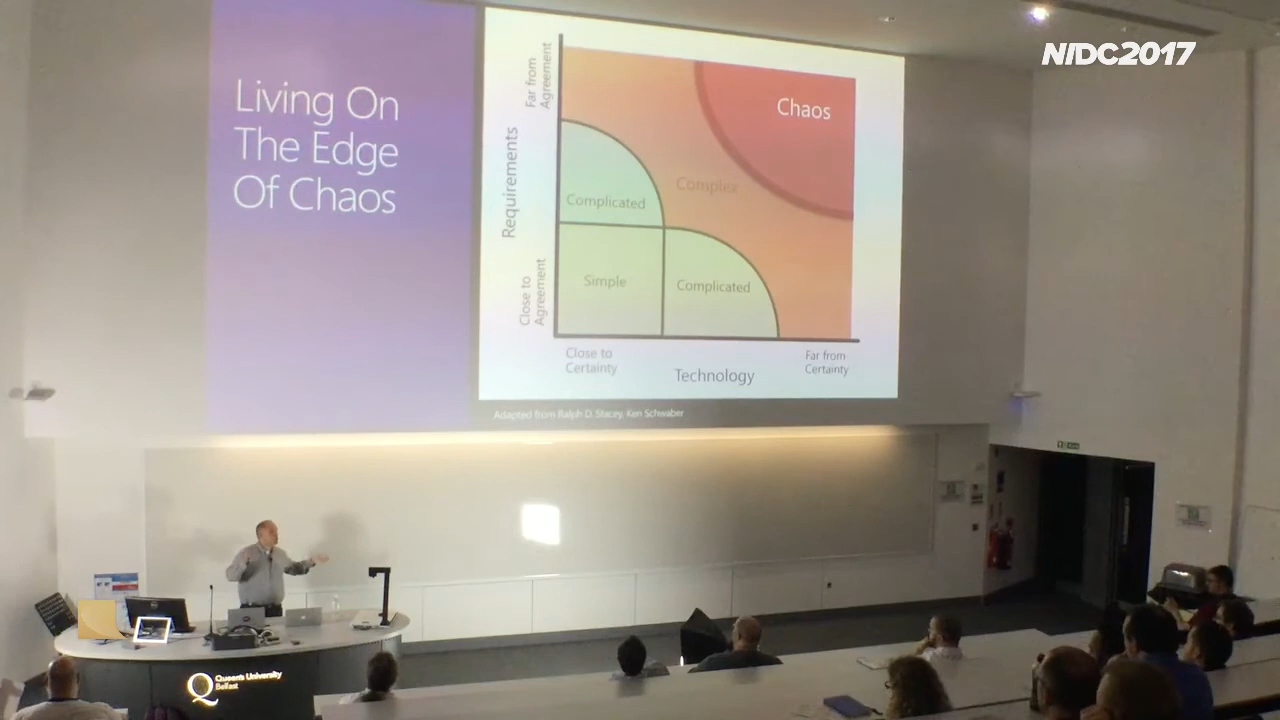 NIDC2017
Living On
The Edge
Of Chaos
Far from
Agreement
Requirements
Close to
Agreement
Chaos
Complex
Complicated
Simple
Complicated
Close to
Certainty
Technology
Far from
Certainty
Adapted from Ralph D. Stacey, Ken Schwaber
Queen's University
Belfast